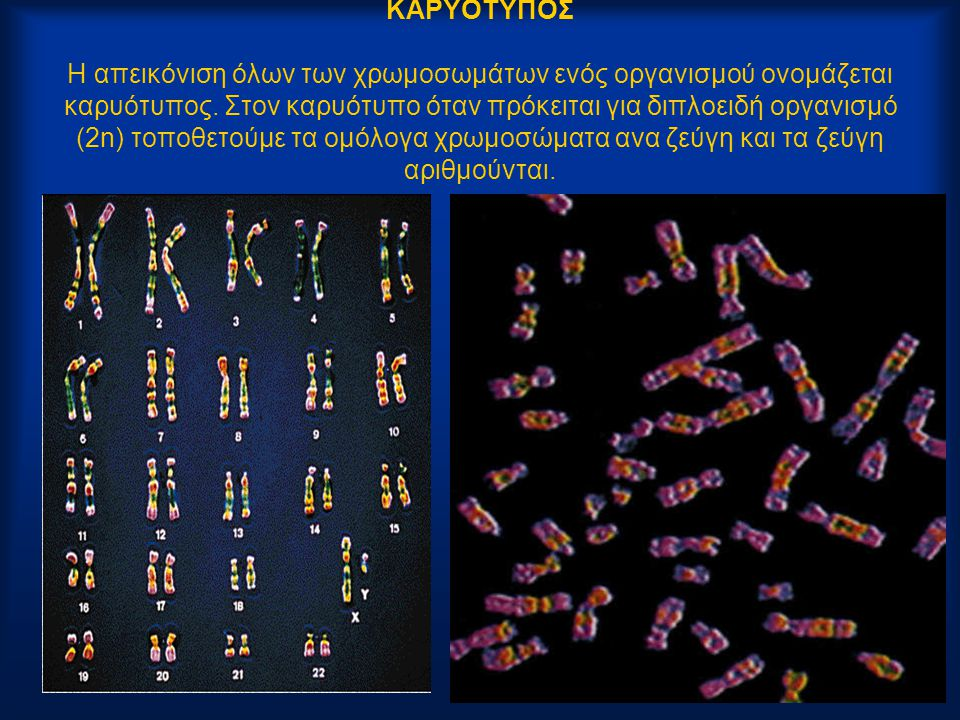 ΚΑΡΥΟΤΥΠΟΣ
Η απεικόνιση όλων των χρωμοσωμάτων ενός οργανισμού ονομάζεται
καρυότυπος. Στον καρυότυπο όταν πρόκειται για διπλοειδή οργανισμό
(2n) τοποθετούμε τα ομόλογα χρωμοσώματα ανα ζεύγη και τα ζεύγη
αριθμούνται.
1 2 3 4 5
6 7 8 9 10
11 12 13 14 15
16 17 18 X Y
19 20 21 22